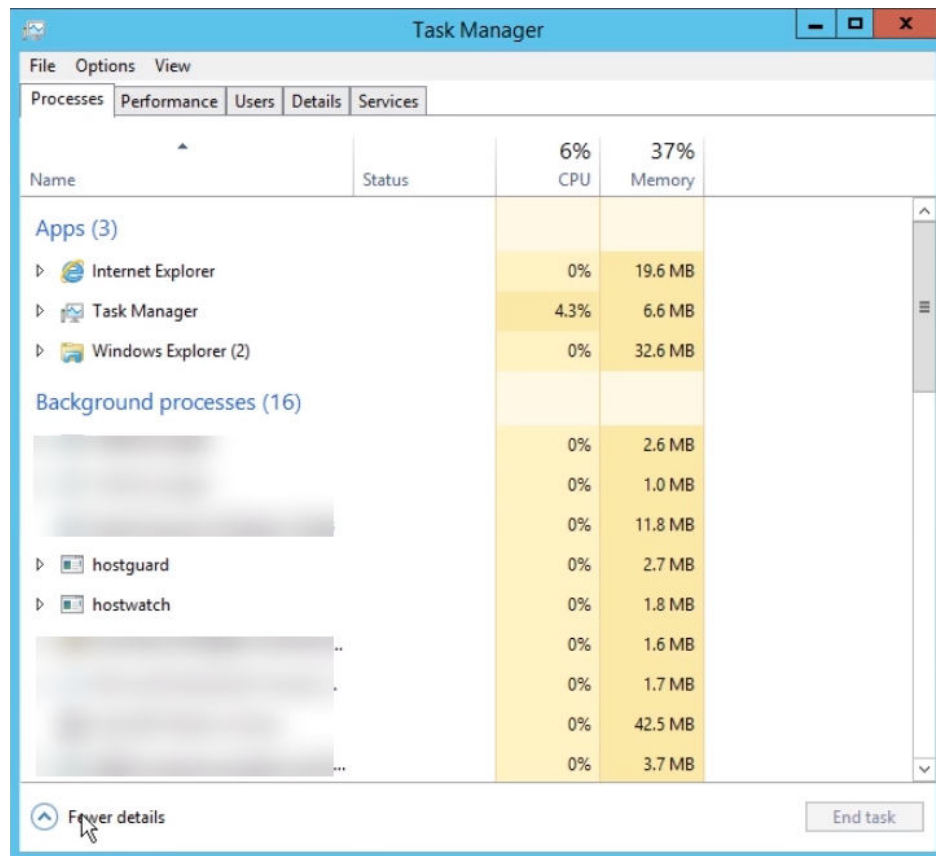 Task Manager
File Options View
Processes Performance Users Details Services
6% 37%
Name Status CPU Memory
Apps (3)
Internet Explorer 0% 19.6 MB
Task Manager 4.3% 6.6 MB
Windows Explorer (2) 0% 32.6 MB
Background processes (16)
0% 2.6 MB
0% 1.0 MB
0% 11.8 MB
hostguard 0% 2.7 MB
hostwatch 0% 1.8 MB
.. 0% 1.6 MB
. 0% 1.7 MB
0% 42.5 MB
... 0% 3.7 MB
Fewer details End task